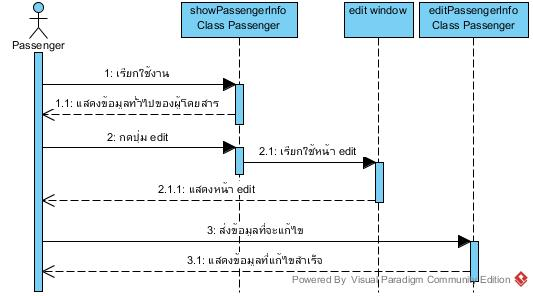 showPassengerInfo
Class Passenger
edit window
editPassengerInfo
Class Passenger
Passenger
1: เรียกใช้งาน
1.1: แสดงข้อมูลทั่วไปของผู้โดยสาร
2: กดปุ่ม edit
2.1: เรียกใช้หน้า edit
2.1.1: แสดงหน้า edit
3: ส่งข้อมูลที่จะแก้ไข
3.1: แสดงข้อมูลที่แก้ไขสำเร็จ
Powered By Visual Paradigm Community Edition